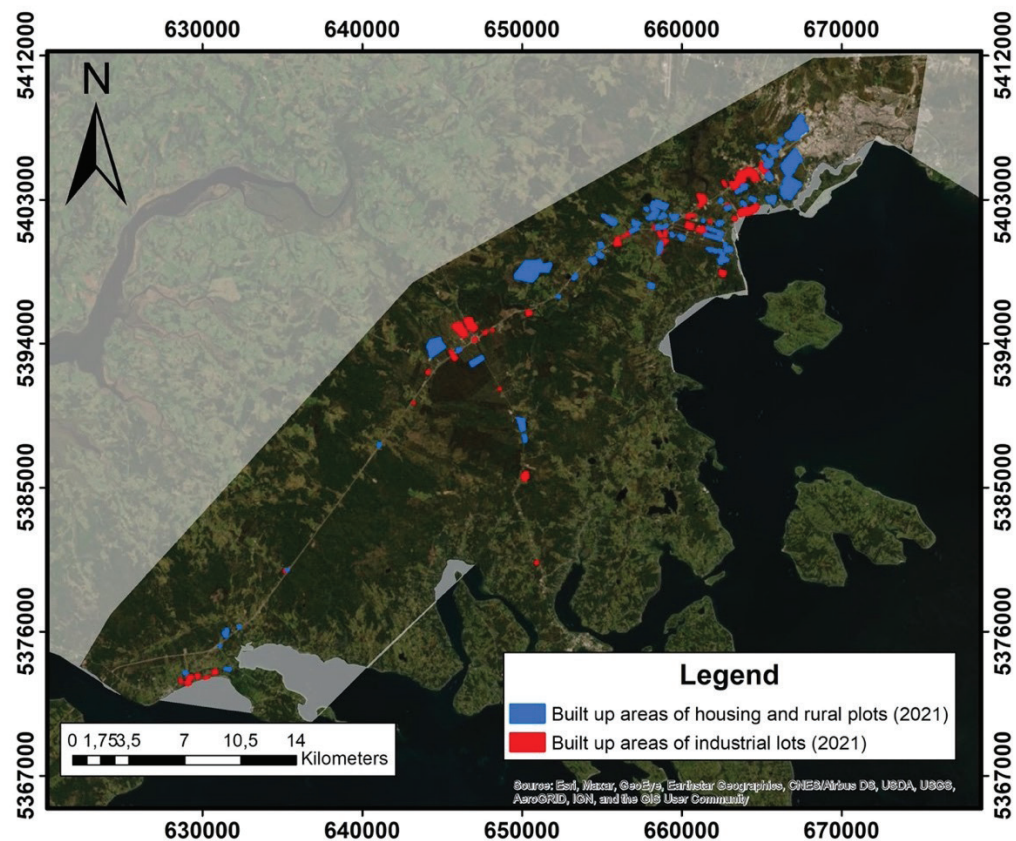 630000 640000 650000 660000 670000
5412000 5412000
N
5403000 5403000
5394000 5394000
5385000 5385000
5376000 5376000
5367000 5367000
Legend
Built up areas of housing and rural plots (2021)
Built up areas of industrial lots (2021)
0 1,75 3,5 7 10,5 14
Kilometers
Source: Esri, Maxar, GeoEye, Earthstar Geographics, CNES/Airbus DS, USDA, USGS,
AeroGRID, IGN, and the GIS User Community
630000 640000 650000 660000 670000